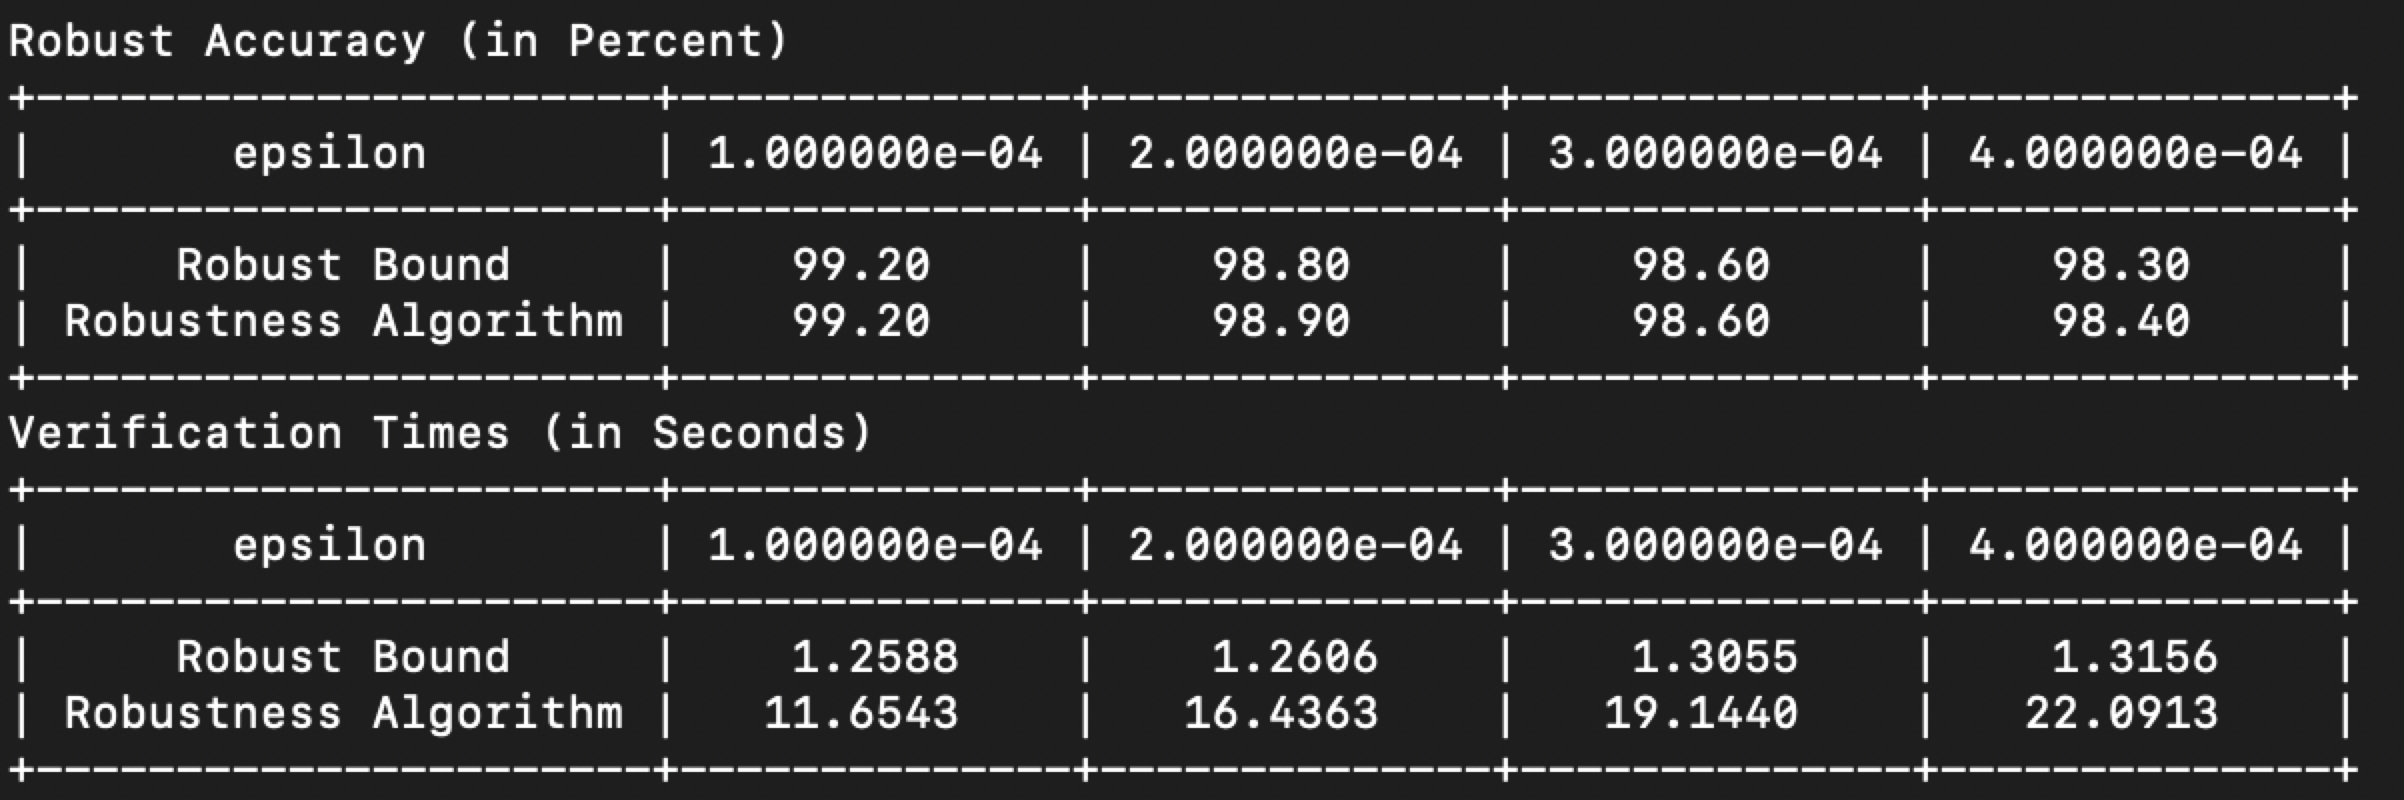 Robust Accuracy (in Percent)
+----------------------+--------------+--------------+--------------+--------------+
|       epsilon        | 1.000000e-04 | 2.000000e-04 | 3.000000e-04 | 4.000000e-04 |
+----------------------+--------------+--------------+--------------+--------------+
|     Robust Bound     |    99.20     |    98.80     |    98.60     |    98.30     |
| Robustness Algorithm |    99.20     |    98.90     |    98.60     |    98.40     |
+----------------------+--------------+--------------+--------------+--------------+
Verification Times (in Seconds)
+----------------------+--------------+--------------+--------------+--------------+
|       epsilon        | 1.000000e-04 | 2.000000e-04 | 3.000000e-04 | 4.000000e-04 |
+----------------------+--------------+--------------+--------------+--------------+
|     Robust Bound     |    1.2588    |    1.2606    |    1.3055    |    1.3156    |
| Robustness Algorithm |   11.6543    |   16.4363    |   19.1440    |   22.0913    |
+----------------------+--------------+--------------+--------------+--------------+